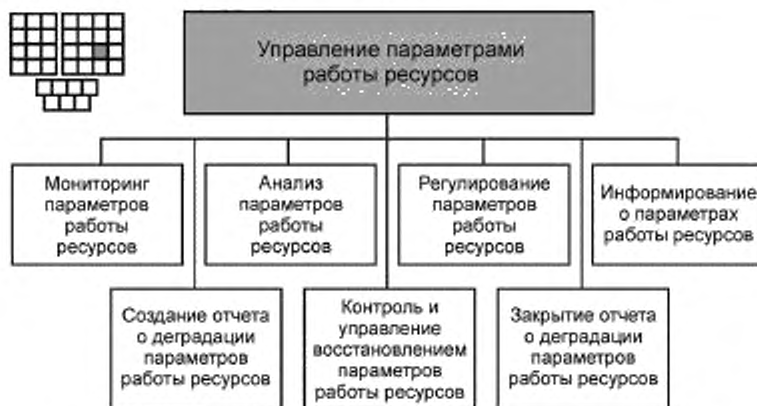 Управление параметрами
работы ресурсов
Мониторинг
параметров
работы
ресурсов
Анализ
параметров
работы
ресурсов
Регулирование
параметров
работы
ресурсов
Информирование
о параметрах
работы ресурсов
Создание отчета
о деградации
параметров
работы ресурсов
Контроль и
управление
восстановлением
параметров
работы ресурсов
Закрытие отчета
о деградации
параметров
работы ресурсов